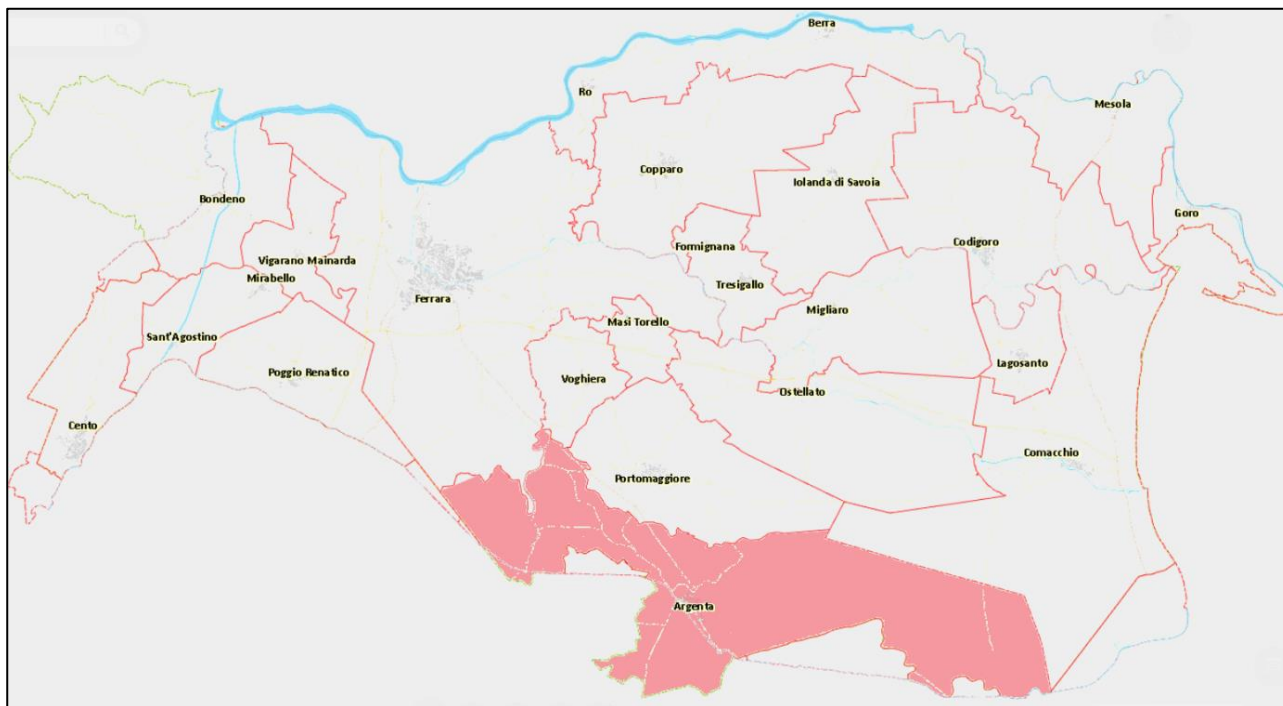 Berra
Ro
Mesola
Copparo
Iolanda di Savoia
Bondeno
Goro
Formignana
Codigoro
Vigarano Mainarda
Mirabello
Tresigallo
Ferrara
Migliaro
Masi Torello
Sant'Agostino
Lagosanto
Poggio Renatico
Voghiera
Ostellato
Cento
Comacchio
Portomaggiore
Argenta